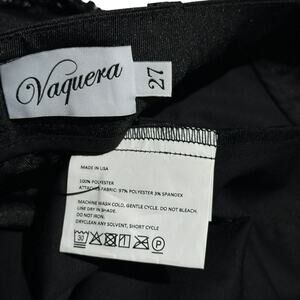 Vaquera
27
MADE IN USA
100% POLYESTER
ATTACHED FABRIC: 97% POLYESTER 3% SPANDEX
MACHINE WASH COLD, GENTLE CYCLE. DO NOT BLEACH.
LINE DRY IN SHADE.
DO NOT IRON.
DRYCLEAN ANY SOLVENT, SHORT CYCLE.
30
P